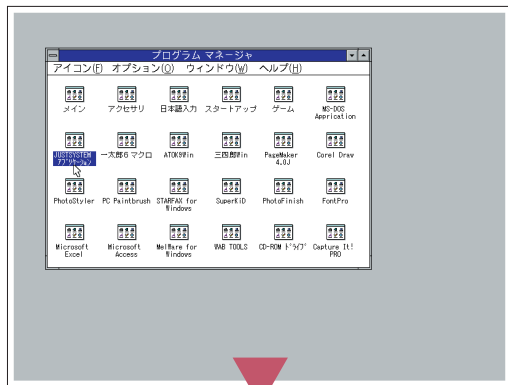 プログラム マネージャ
アイコン(F) オプション(O) ウィンドウ(W) ヘルプ(H)
メイン アクセサリ 日本語入力 スタートアップ ゲーム MS-DOS Apprication
JUSTSYSTEM アプリケーション 一太郎6 マクロ ATOK9Win 三四郎Win PageMaker 4.0J Corel Draw
PhotoStyler PC Paintbrush STARFAX for Windows SuperKiD PhotoFinish FontPro
Microsoft Excel Microsoft Access MelWare for Windows WAB TOOLS CD-ROM ドライブ Capture It! PRO